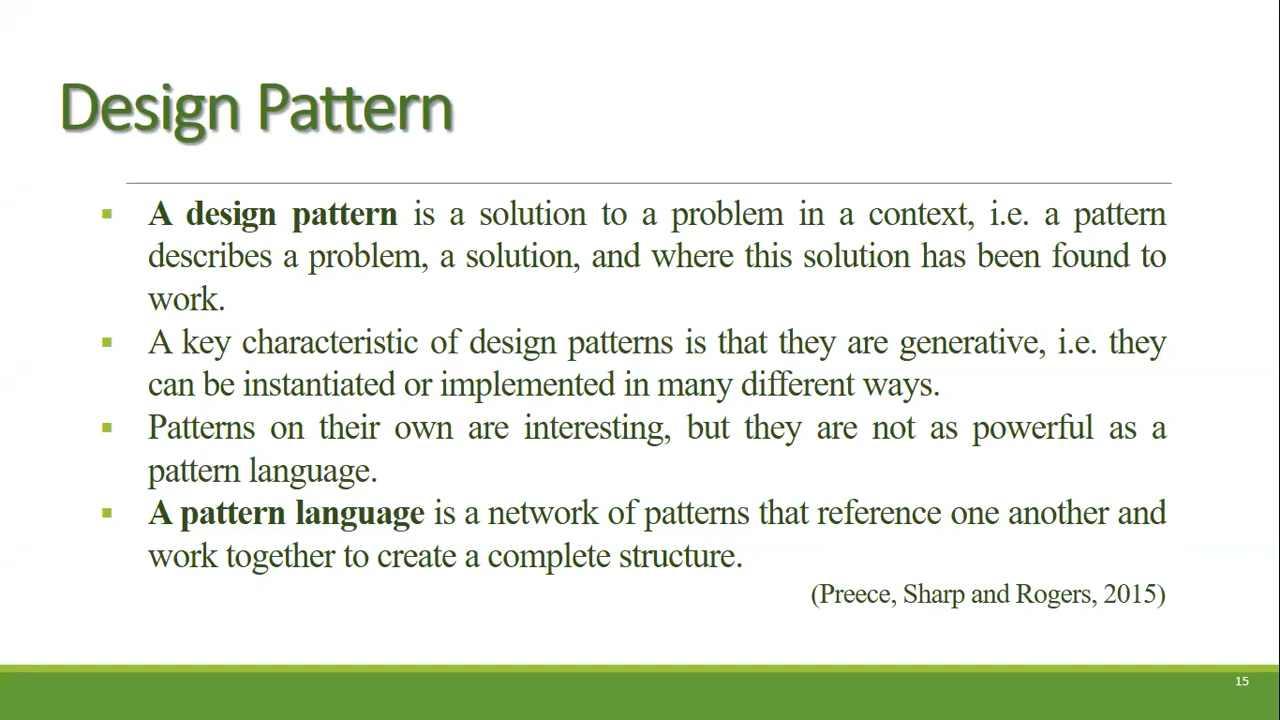 Design Pattern
▪ A design pattern is a solution to a problem in a context, i.e. a pattern
describes a problem, a solution, and where this solution has been found to
work.
▪ A key characteristic of design patterns is that they are generative, i.e. they
can be instantiated or implemented in many different ways.
▪ Patterns on their own are interesting, but they are not as powerful as a
pattern language.
▪ A pattern language is a network of patterns that reference one another and
work together to create a complete structure.
(Preece, Sharp and Rogers, 2015)
15